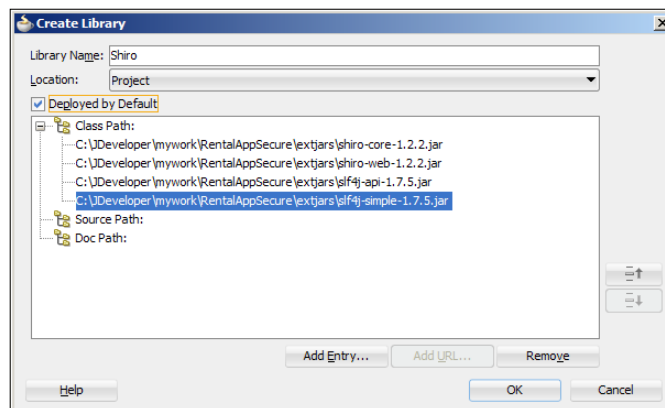 Create Library
Library Name: Shiro
Location: Project
Deployed by Default
Class Path:
C:\JDeveloper\mywork\RentalAppSecure\extjars\shiro-core-1.2.2.jar
C:\JDeveloper\mywork\RentalAppSecure\extjars\shiro-web-1.2.2.jar
C:\JDeveloper\mywork\RentalAppSecure\extjars\slf4j-api-1.7.5.jar
C:\JDeveloper\mywork\RentalAppSecure\extjars\slf4j-simple-1.7.5.jar
Source Path:
Doc Path:
Add Entry... Add URL... Remove
Help OK Cancel